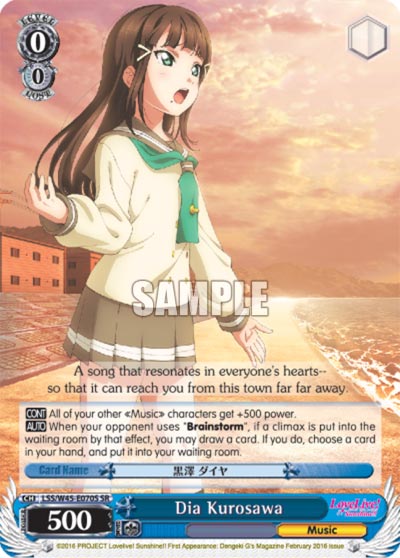 LEVEL
0
0
COST
SAMPLE
A song that resonates in everyone's hearts--
so that it can reach you from this town far far away.
CONT All of your other «Music» characters get +500 power.
AUTO When your opponent uses "Brainstorm", if a climax is put into the
waiting room by that effect, you may draw a card. If you do, choose a card
in your hand, and put it into your waiting room.
Card Name 黒澤 ダイヤ
CH LSS/W45-E070S SR
500
Dia Kurosawa
LoveLive!
Sunshine!!
Music
©2016 PROJECT Lovelive! Sunshine!! First Appearance: Dengeki G's Magazine February 2016 issue